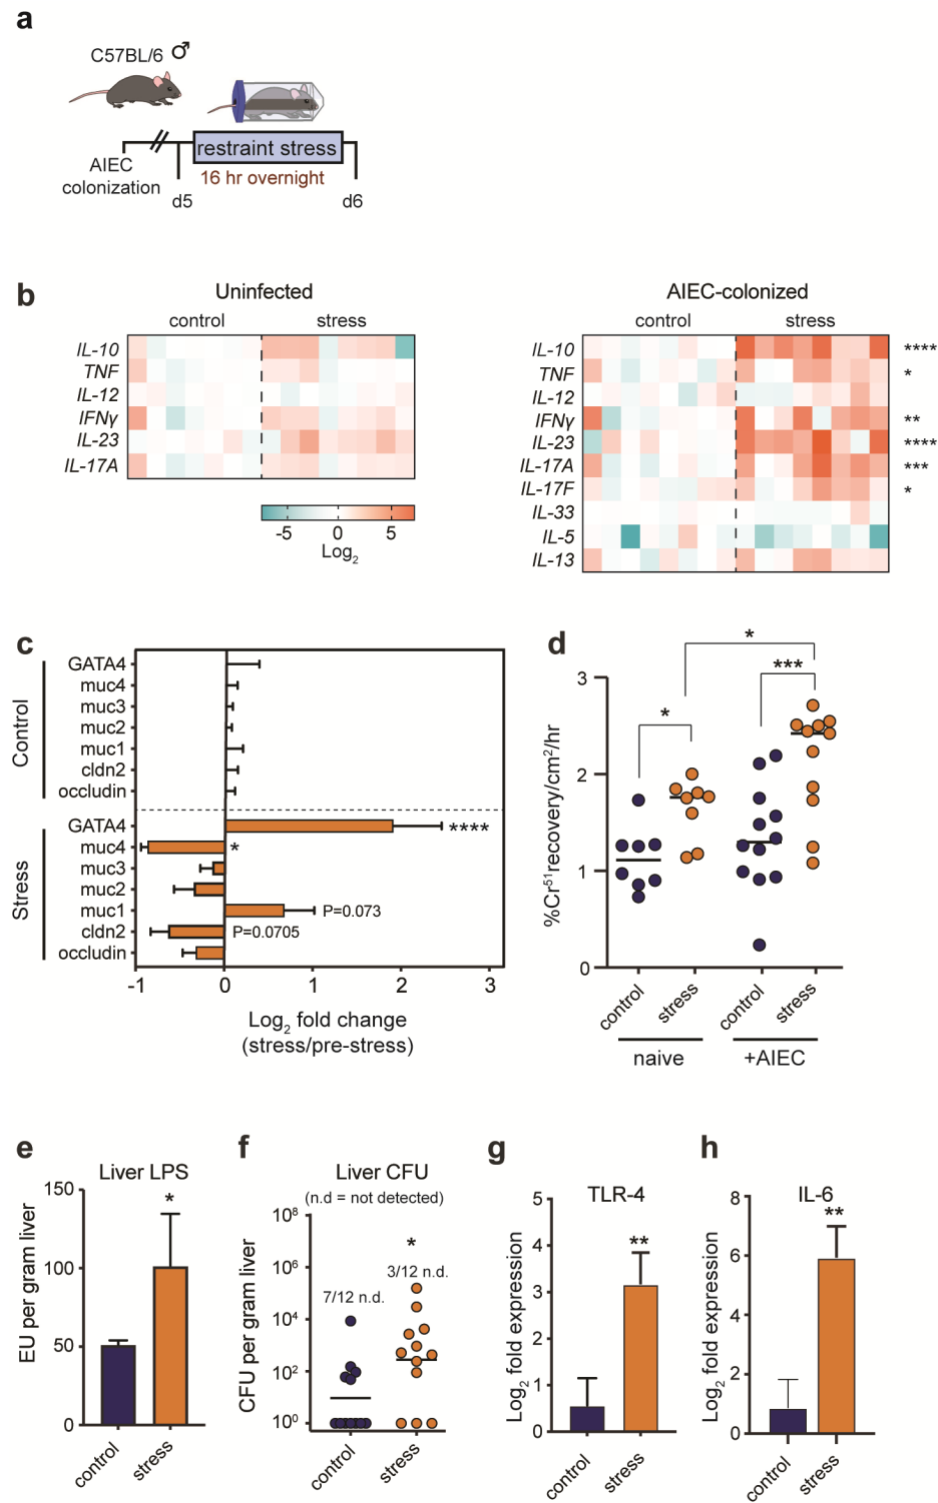 a
C57BL/6 ♂
AIEC
colonization
restraint stress
16 hr overnight
d5
d6
b
Uninfected
control stress
IL-10
TNF
IL-12
IFNγ
IL-23
IL-17A
-5 0 5
Log2
AIEC-colonized
control stress
IL-10 ****
TNF *
IL-12
IFNγ **
IL-23 ****
IL-17A ***
IL-17F *
IL-33
IL-5
IL-13
c
Control
GATA4
muc4
muc3
muc2
muc1
cldn2
occludin
Stress
GATA4 ****
muc4 *
muc3
muc2
muc1 P=0.073
cldn2 P=0.0705
occludin
-1 0 1 2 3
Log2 fold change
(stress/pre-stress)
d
%Cr51recovery/cm2/hr
3
2
1
0
*
*
***
control stress control stress
naive +AIEC
e
Liver LPS
EU per gram liver
150
100
50
0
*
control stress
f
Liver CFU
(n.d = not detected)
CFU per gram liver
10^8
10^6
10^4
10^2
10^0
*
3/12 n.d.
7/12 n.d.
control stress
g
TLR-4
Log2 fold expression
5
4
3
2
1
0
**
control stress
h
IL-6
Log2 fold expression
8
6
4
2
0
**
control stress